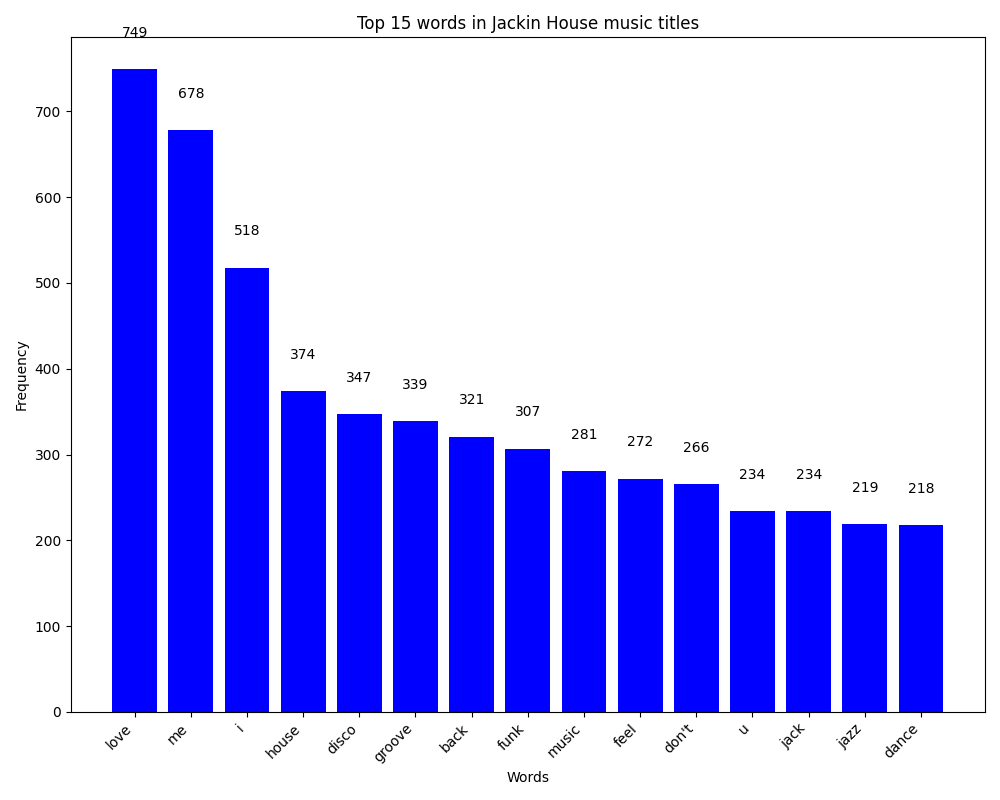 Top 15 words in Jackin House music titles
749
678
518
374
347
339
321
307
281
272
266
234
234
219
218
700
600
500
400
300
200
100
0
Frequency
love
me
i
house
disco
groove
back
funk
music
feel
don't
u
jack
jazz
dance
Words